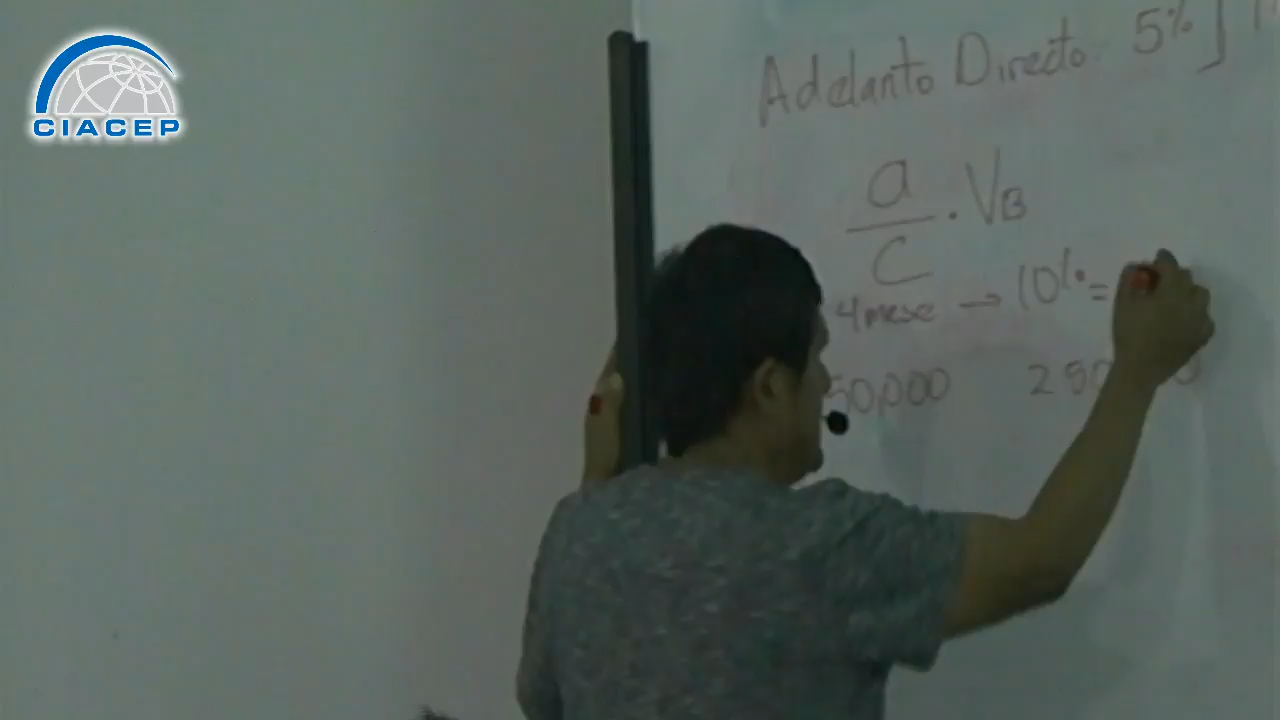 CIACEP
Adelanto Directo 5%
a
C
. VB
4 mese → 10% =
50,000